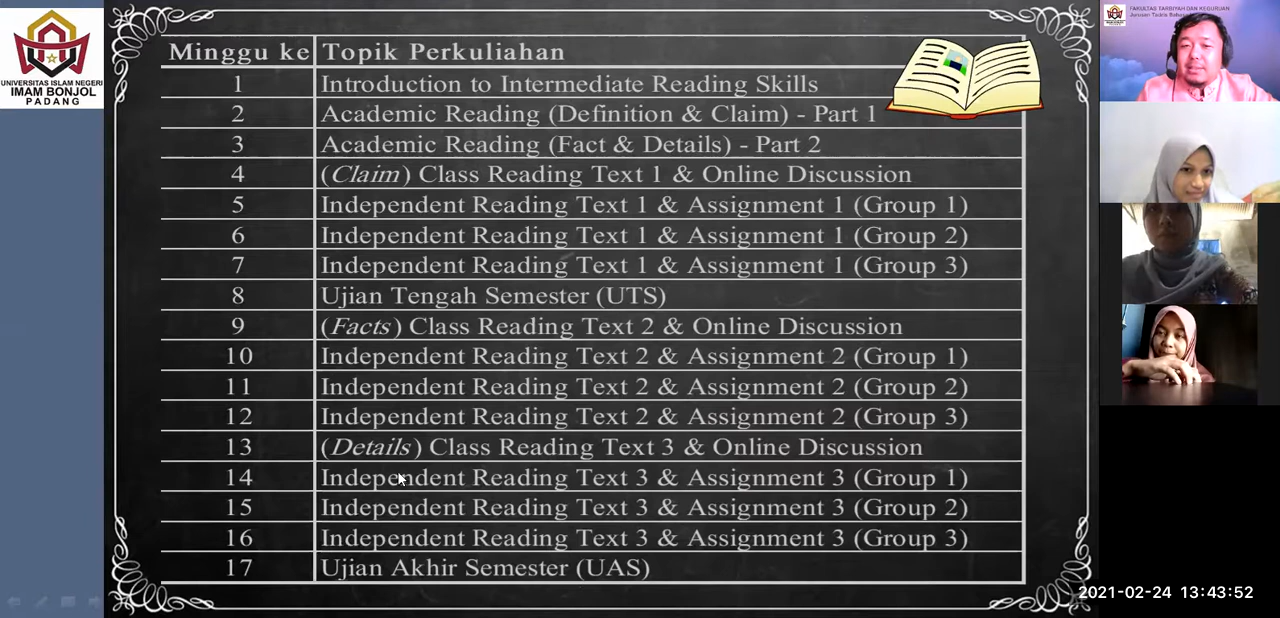 UNIVERSITAS ISLAM NEGERI
IMAM BONJOL
PADANG
Minggu ke Topik Perkuliahan
1 Introduction to Intermediate Reading Skills
2 Academic Reading (Definition & Claim) - Part 1
3 Academic Reading (Fact & Details) - Part 2
4 (Claim) Class Reading Text 1 & Online Discussion
5 Independent Reading Text 1 & Assignment 1 (Group 1)
6 Independent Reading Text 1 & Assignment 1 (Group 2)
7 Independent Reading Text 1 & Assignment 1 (Group 3)
8 Ujian Tengah Semester (UTS)
9 (Facts) Class Reading Text 2 & Online Discussion
10 Independent Reading Text 2 & Assignment 2 (Group 1)
11 Independent Reading Text 2 & Assignment 2 (Group 2)
12 Independent Reading Text 2 & Assignment 2 (Group 3)
13 (Details) Class Reading Text 3 & Online Discussion
14 Independent Reading Text 3 & Assignment 3 (Group 1)
15 Independent Reading Text 3 & Assignment 3 (Group 2)
16 Independent Reading Text 3 & Assignment 3 (Group 3)
17 Ujian Akhir Semester (UAS)
FAKULTAS TARBIYAH DAN KEGURUAN
Jurusan Tadris
2021-02-24 13:43:52